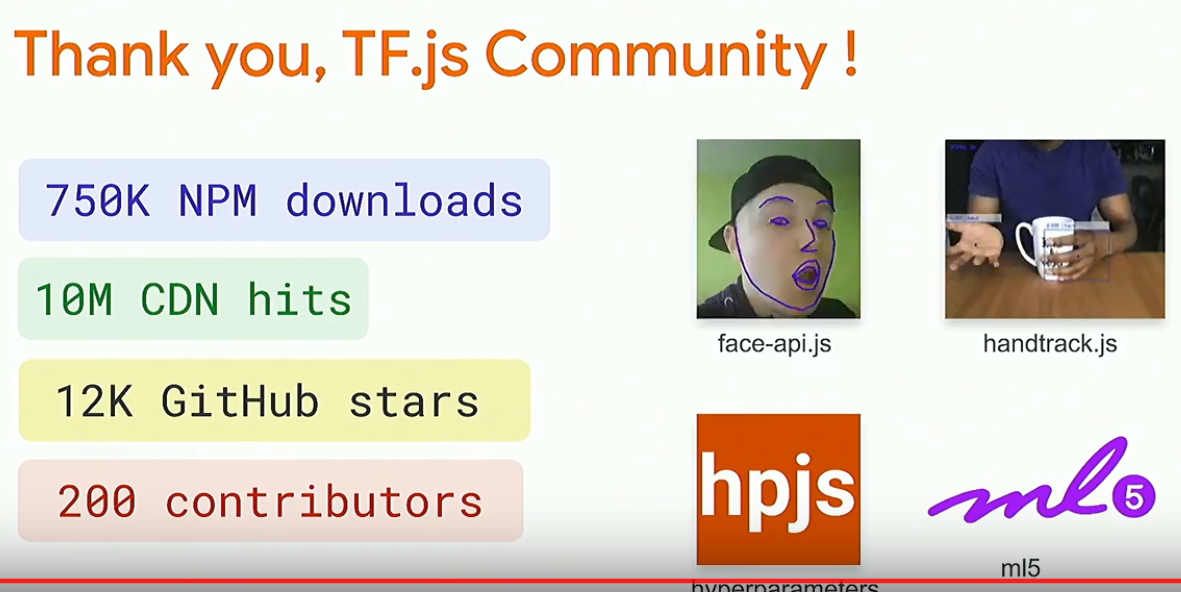 Thank you, TF.js Community !
750K NPM downloads
10M CDN hits
12K GitHub stars
200 contributors
face-api.js
handtrack.js
hpjs
ml5
hyperparameters
ml5